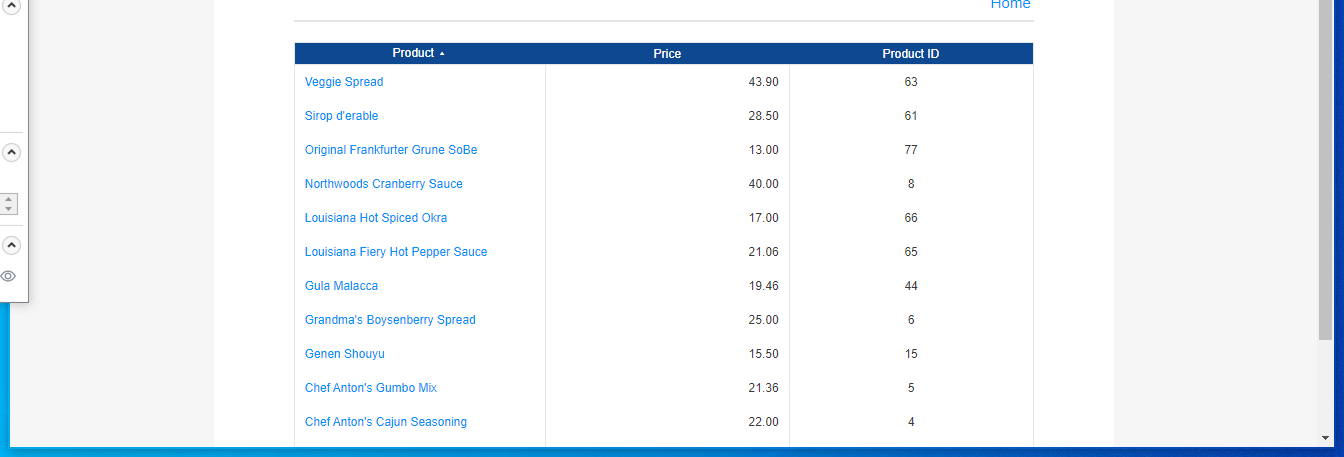 Home
Product Price Product ID
Veggie Spread 43.90 63
Sirop d'erable 28.50 61
Original Frankfurter Grune SoBe 13.00 77
Northwoods Cranberry Sauce 40.00 8
Louisiana Hot Spiced Okra 17.00 66
Louisiana Fiery Hot Pepper Sauce 21.06 65
Gula Malacca 19.46 44
Grandma's Boysenberry Spread 25.00 6
Genen Shouyu 15.50 15
Chef Anton's Gumbo Mix 21.36 5
Chef Anton's Cajun Seasoning 22.00 4